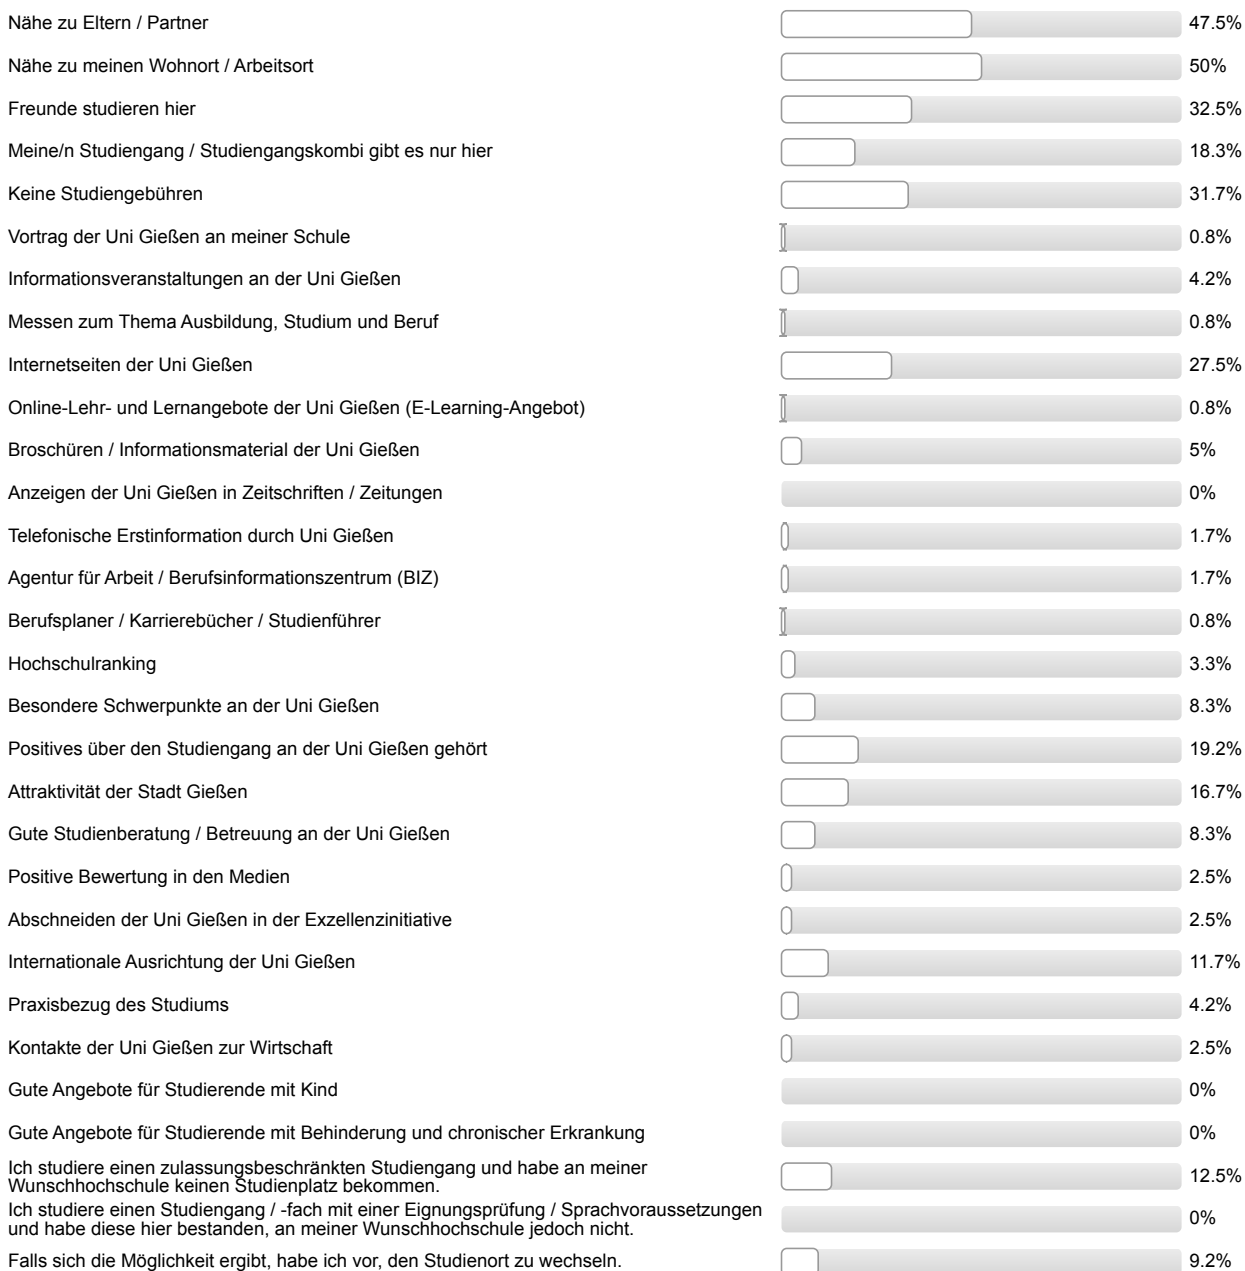 Nähe zu Eltern / Partner 47.5%
Nähe zu meinen Wohnort / Arbeitsort 50%
Freunde studieren hier 32.5%
Meine/n Studiengang / Studiengangskombi gibt es nur hier 18.3%
Keine Studiengebühren 31.7%
Vortrag der Uni Gießen an meiner Schule 0.8%
Informationsveranstaltungen an der Uni Gießen 4.2%
Messen zum Thema Ausbildung, Studium und Beruf 0.8%
Internetseiten der Uni Gießen 27.5%
Online-Lehr- und Lernangebote der Uni Gießen (E-Learning-Angebot) 0.8%
Broschüren / Informationsmaterial der Uni Gießen 5%
Anzeigen der Uni Gießen in Zeitschriften / Zeitungen 0%
Telefonische Erstinformation durch Uni Gießen 1.7%
Agentur für Arbeit / Berufsinformationszentrum (BIZ) 1.7%
Berufsplaner / Karrierebücher / Studienführer 0.8%
Hochschulranking 3.3%
Besondere Schwerpunkte an der Uni Gießen 8.3%
Positives über den Studiengang an der Uni Gießen gehört 19.2%
Attraktivität der Stadt Gießen 16.7%
Gute Studienberatung / Betreuung an der Uni Gießen 8.3%
Positive Bewertung in den Medien 2.5%
Abschneiden der Uni Gießen in der Exzellenzinitiative 2.5%
Internationale Ausrichtung der Uni Gießen 11.7%
Praxisbezug des Studiums 4.2%
Kontakte der Uni Gießen zur Wirtschaft 2.5%
Gute Angebote für Studierende mit Kind 0%
Gute Angebote für Studierende mit Behinderung und chronischer Erkrankung 0%
Ich studiere einen zulassungsbeschränkten Studiengang und habe an meiner
Wunschhochschule keinen Studienplatz bekommen. 12.5%
Ich studiere einen Studiengang / -fach mit einer Eignungsprüfung / Sprachvoraussetzungen
und habe diese hier bestanden, an meiner Wunschhochschule jedoch nicht. 0%
Falls sich die Möglichkeit ergibt, habe ich vor, den Studienort zu wechseln. 9.2%